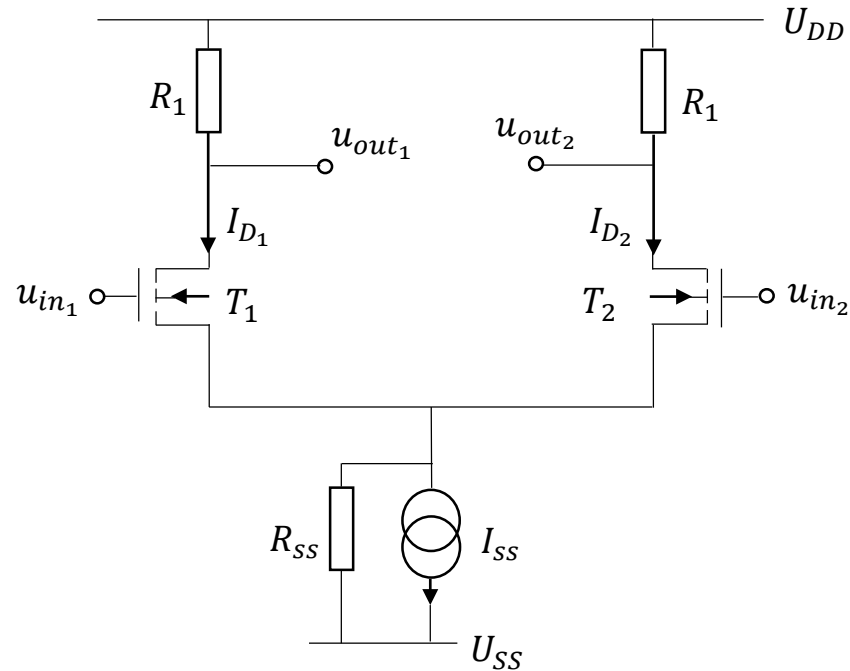 U_DD
R_1
R_1
u_out_1
u_out_2
I_D_1
I_D_2
u_in_1
T_1
T_2
u_in_2
R_ss
I_ss
U_SS